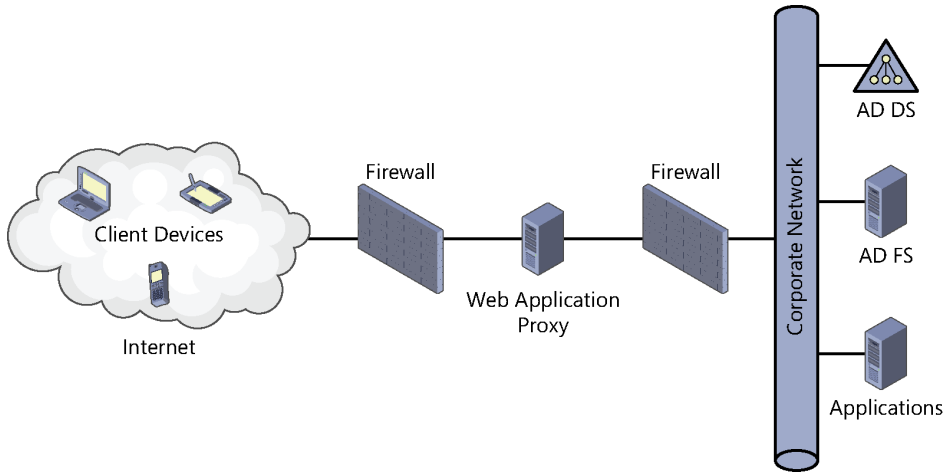 Client Devices
Internet
Firewall
Web Application
Proxy
Firewall
Corporate Network
AD DS
AD FS
Applications